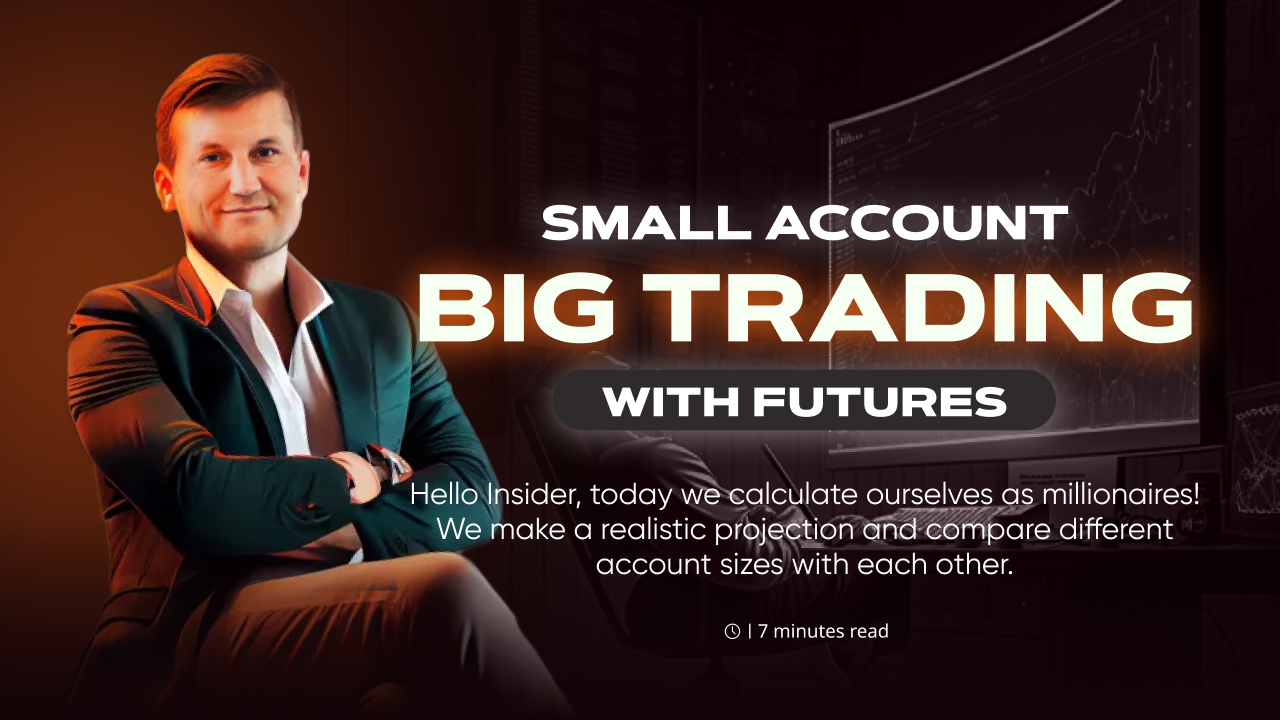 SMALL ACCOUNT
BIG TRADING
WITH FUTURES
Hello Insider, today we calculate ourselves as millionaires!
We make a realistic projection and compare different
account sizes with each other.
| 7 minutes read